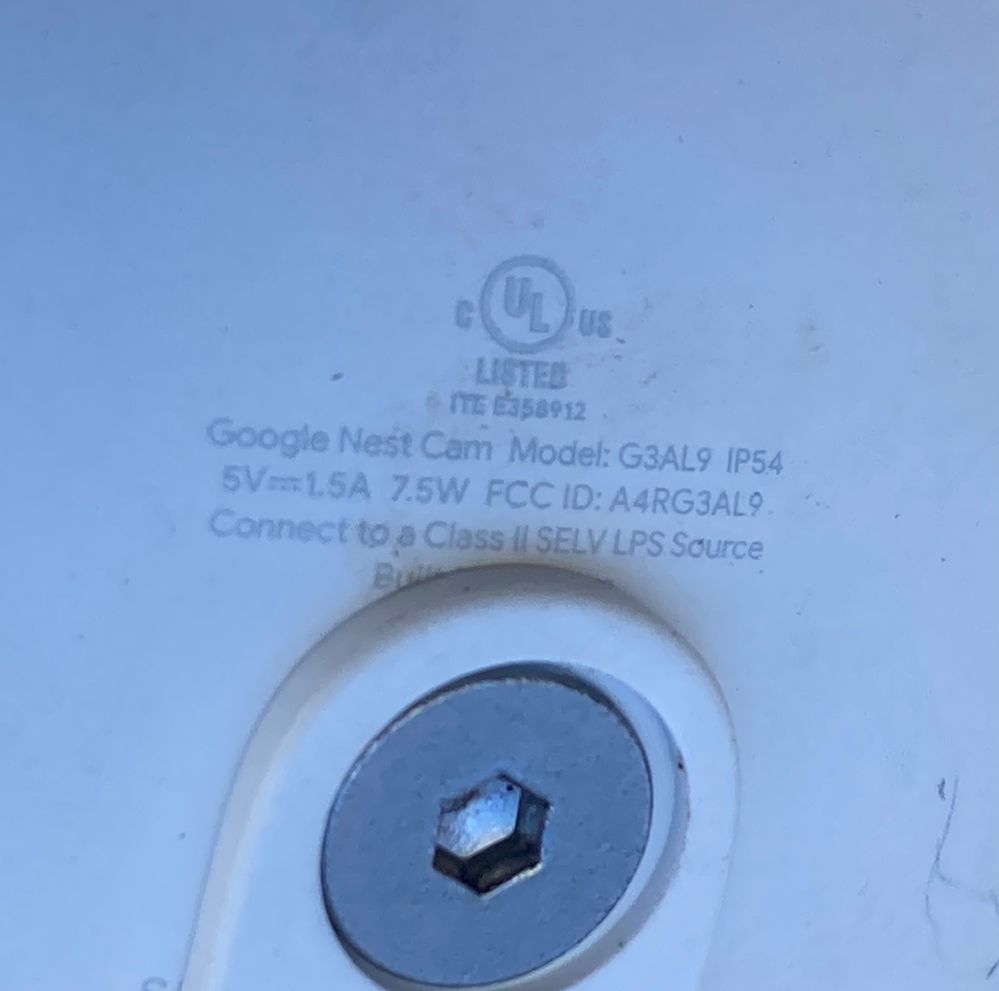 C UL US
LISTED
ITE E358912
Google Nest Cam Model: G3AL9 IP54
5V⎓1.5A 7.5W FCC ID: A4RG3AL9
Connect to a Class II SELV LPS Source